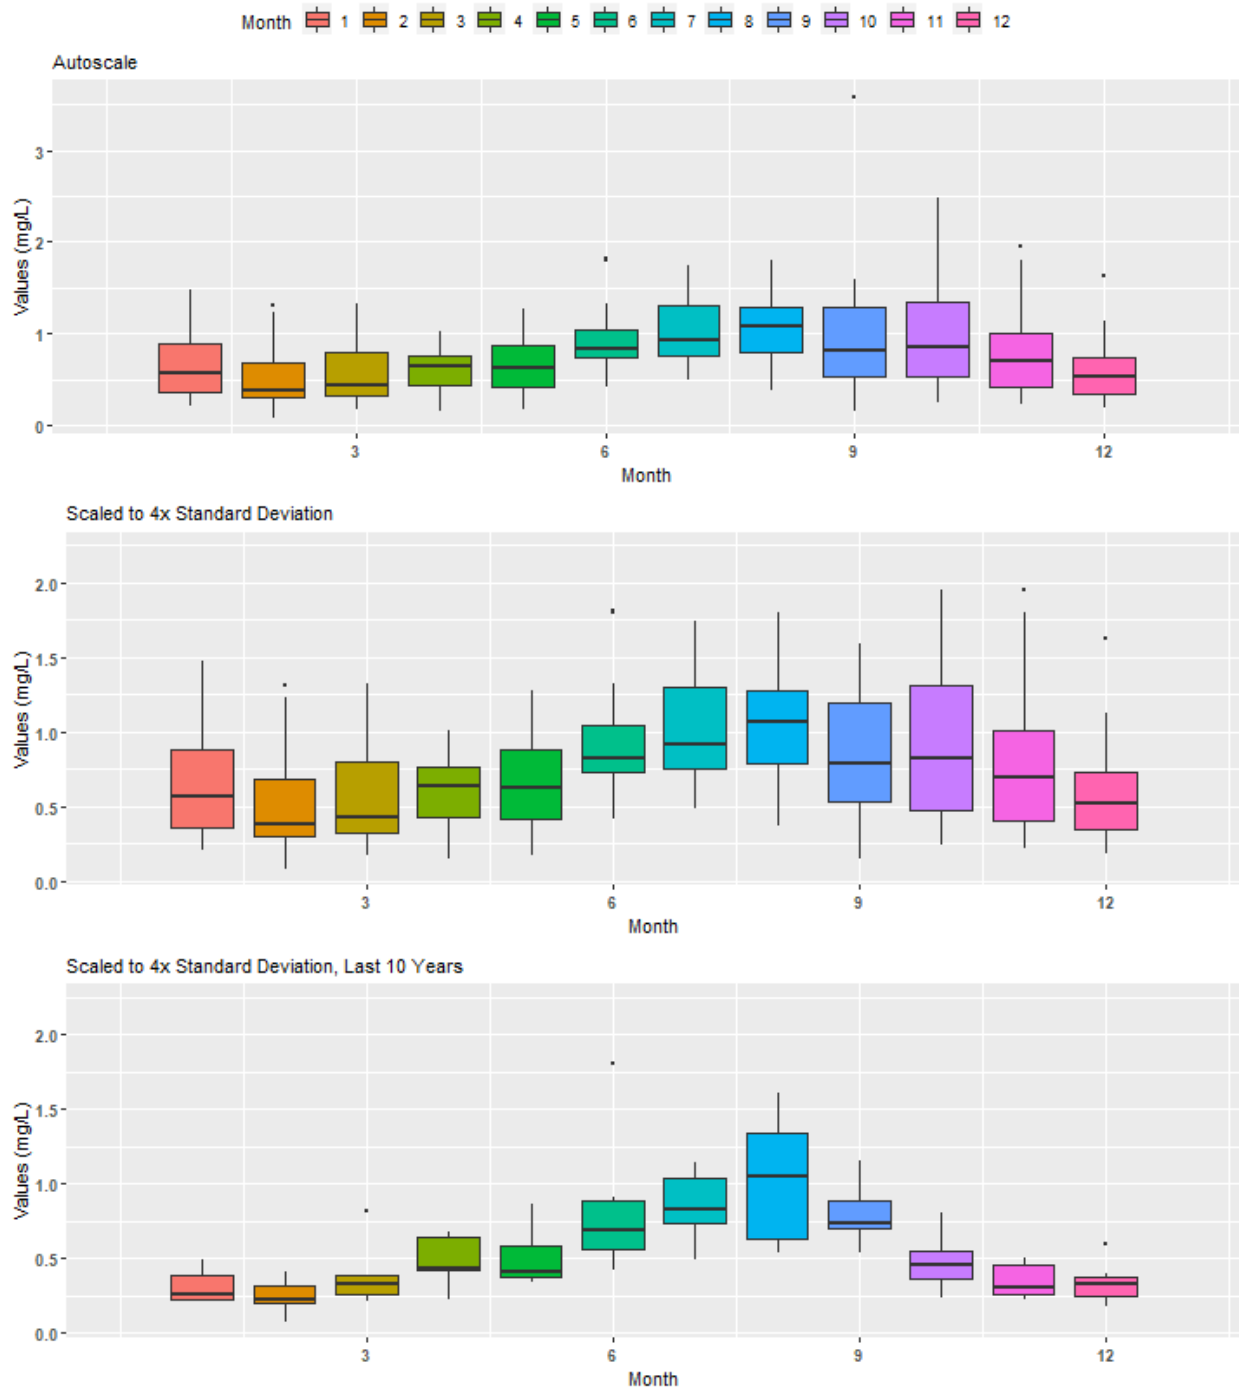 Month 1 2 3 4 5 6 7 8 9 10 11 12
Autoscale
Values (mg/L)
3
2
1
0
3 6 9 12
Month
Scaled to 4x Standard Deviation
Values (mg/L)
2.0
1.5
1.0
0.5
0.0
3 6 9 12
Month
Scaled to 4x Standard Deviation, Last 10 Years
Values (mg/L)
2.0
1.5
1.0
0.5
0.0
3 6 9 12
Month